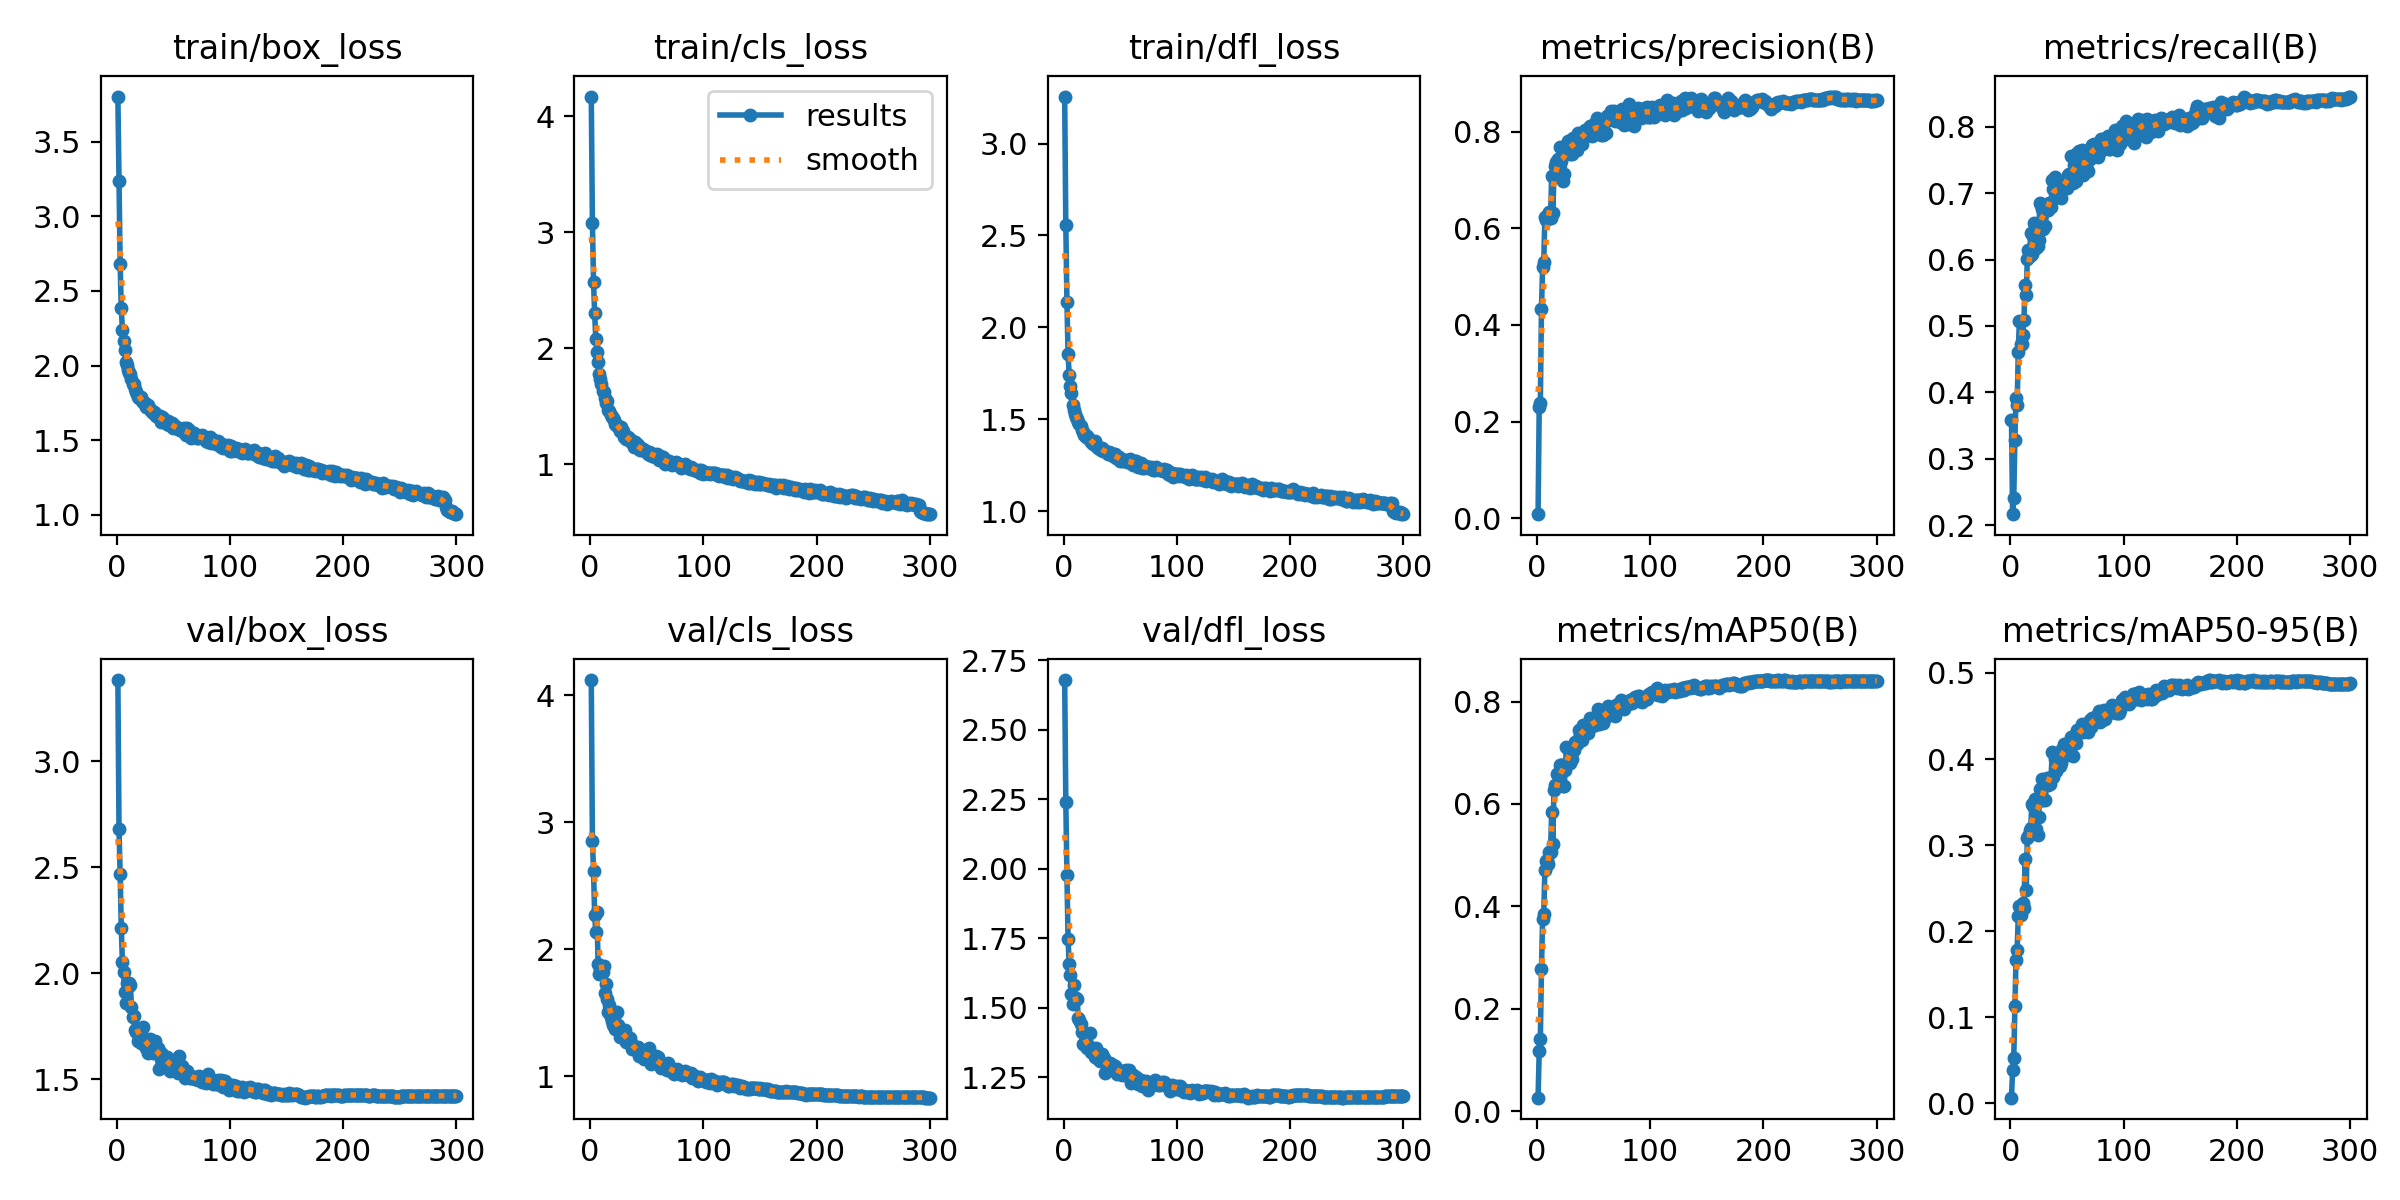 train/box_loss
train/cls_loss
train/dfl_loss
metrics/precision(B)
metrics/recall(B)
3.5
3.0
2.5
2.0
1.5
1.0
0 100 200 300
4
3
2
1
results
smooth
0 100 200 300
3.0
2.5
2.0
1.5
1.0
0 100 200 300
0.8
0.6
0.4
0.2
0.0
0 100 200 300
0.8
0.7
0.6
0.5
0.4
0.3
0.2
0 100 200 300
val/box_loss
val/cls_loss
val/dfl_loss
metrics/mAP50(B)
metrics/mAP50-95(B)
3.0
2.5
2.0
1.5
0 100 200 300
4
3
2
1
0 100 200 300
2.75
2.50
2.25
2.00
1.75
1.50
1.25
0 100 200 300
0.8
0.6
0.4
0.2
0.0
0 100 200 300
0.5
0.4
0.3
0.2
0.1
0.0
0 100 200 300